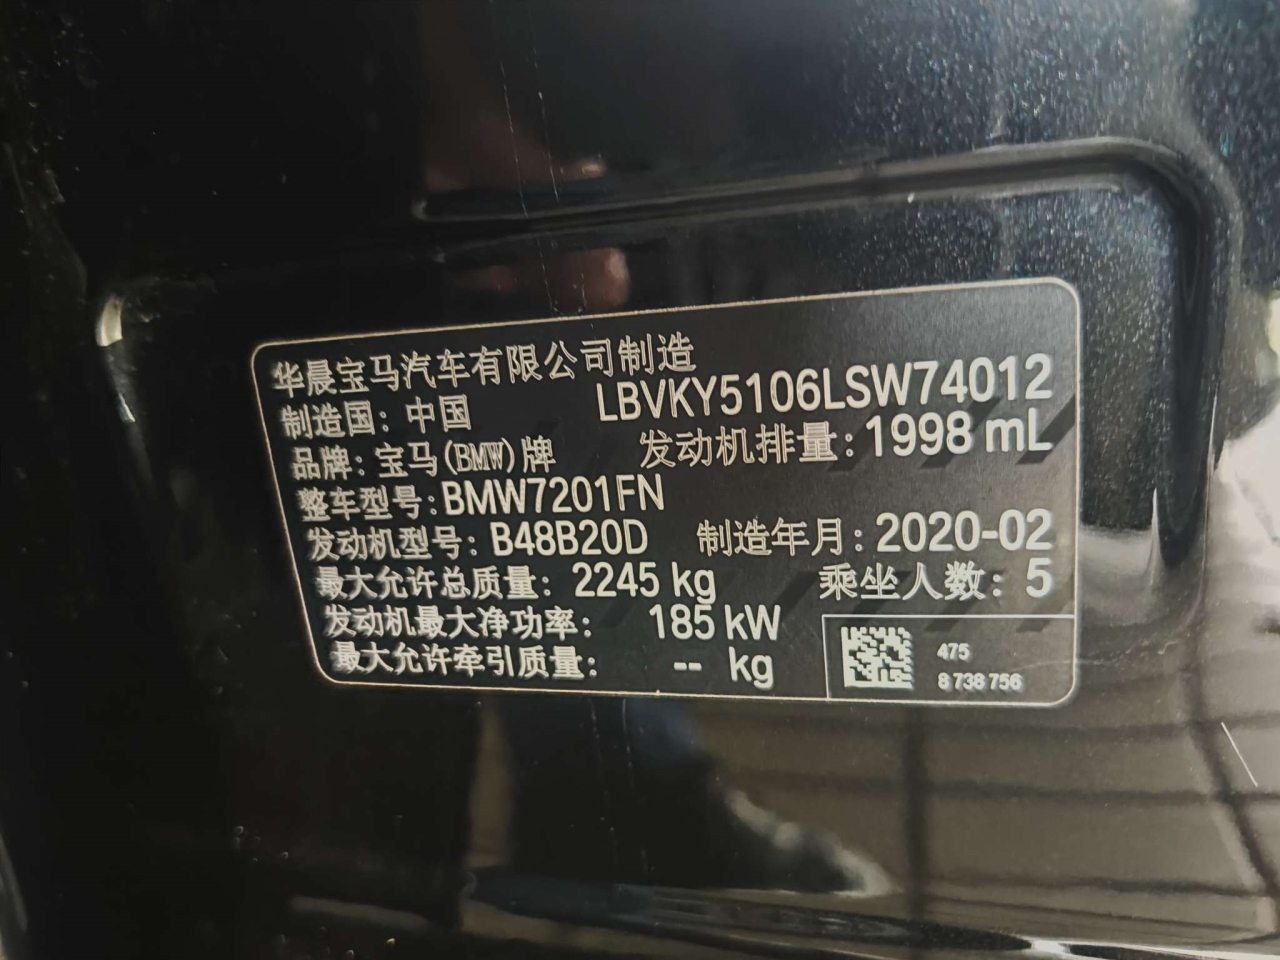 华晨宝马汽车有限公司制造
制造国: 中国 LBVKY5106LSW74012
品牌: 宝马(BMW)牌 发动机排量: 1998 mL
整车型号: BMW7201FN
发动机型号: B48B20D 制造年月: 2020-02
最大允许总质量: 2245 kg 乘坐人数: 5
发动机最大净功率: 185 kW
最大允许牵引质量: -- kg
475
8 738 756